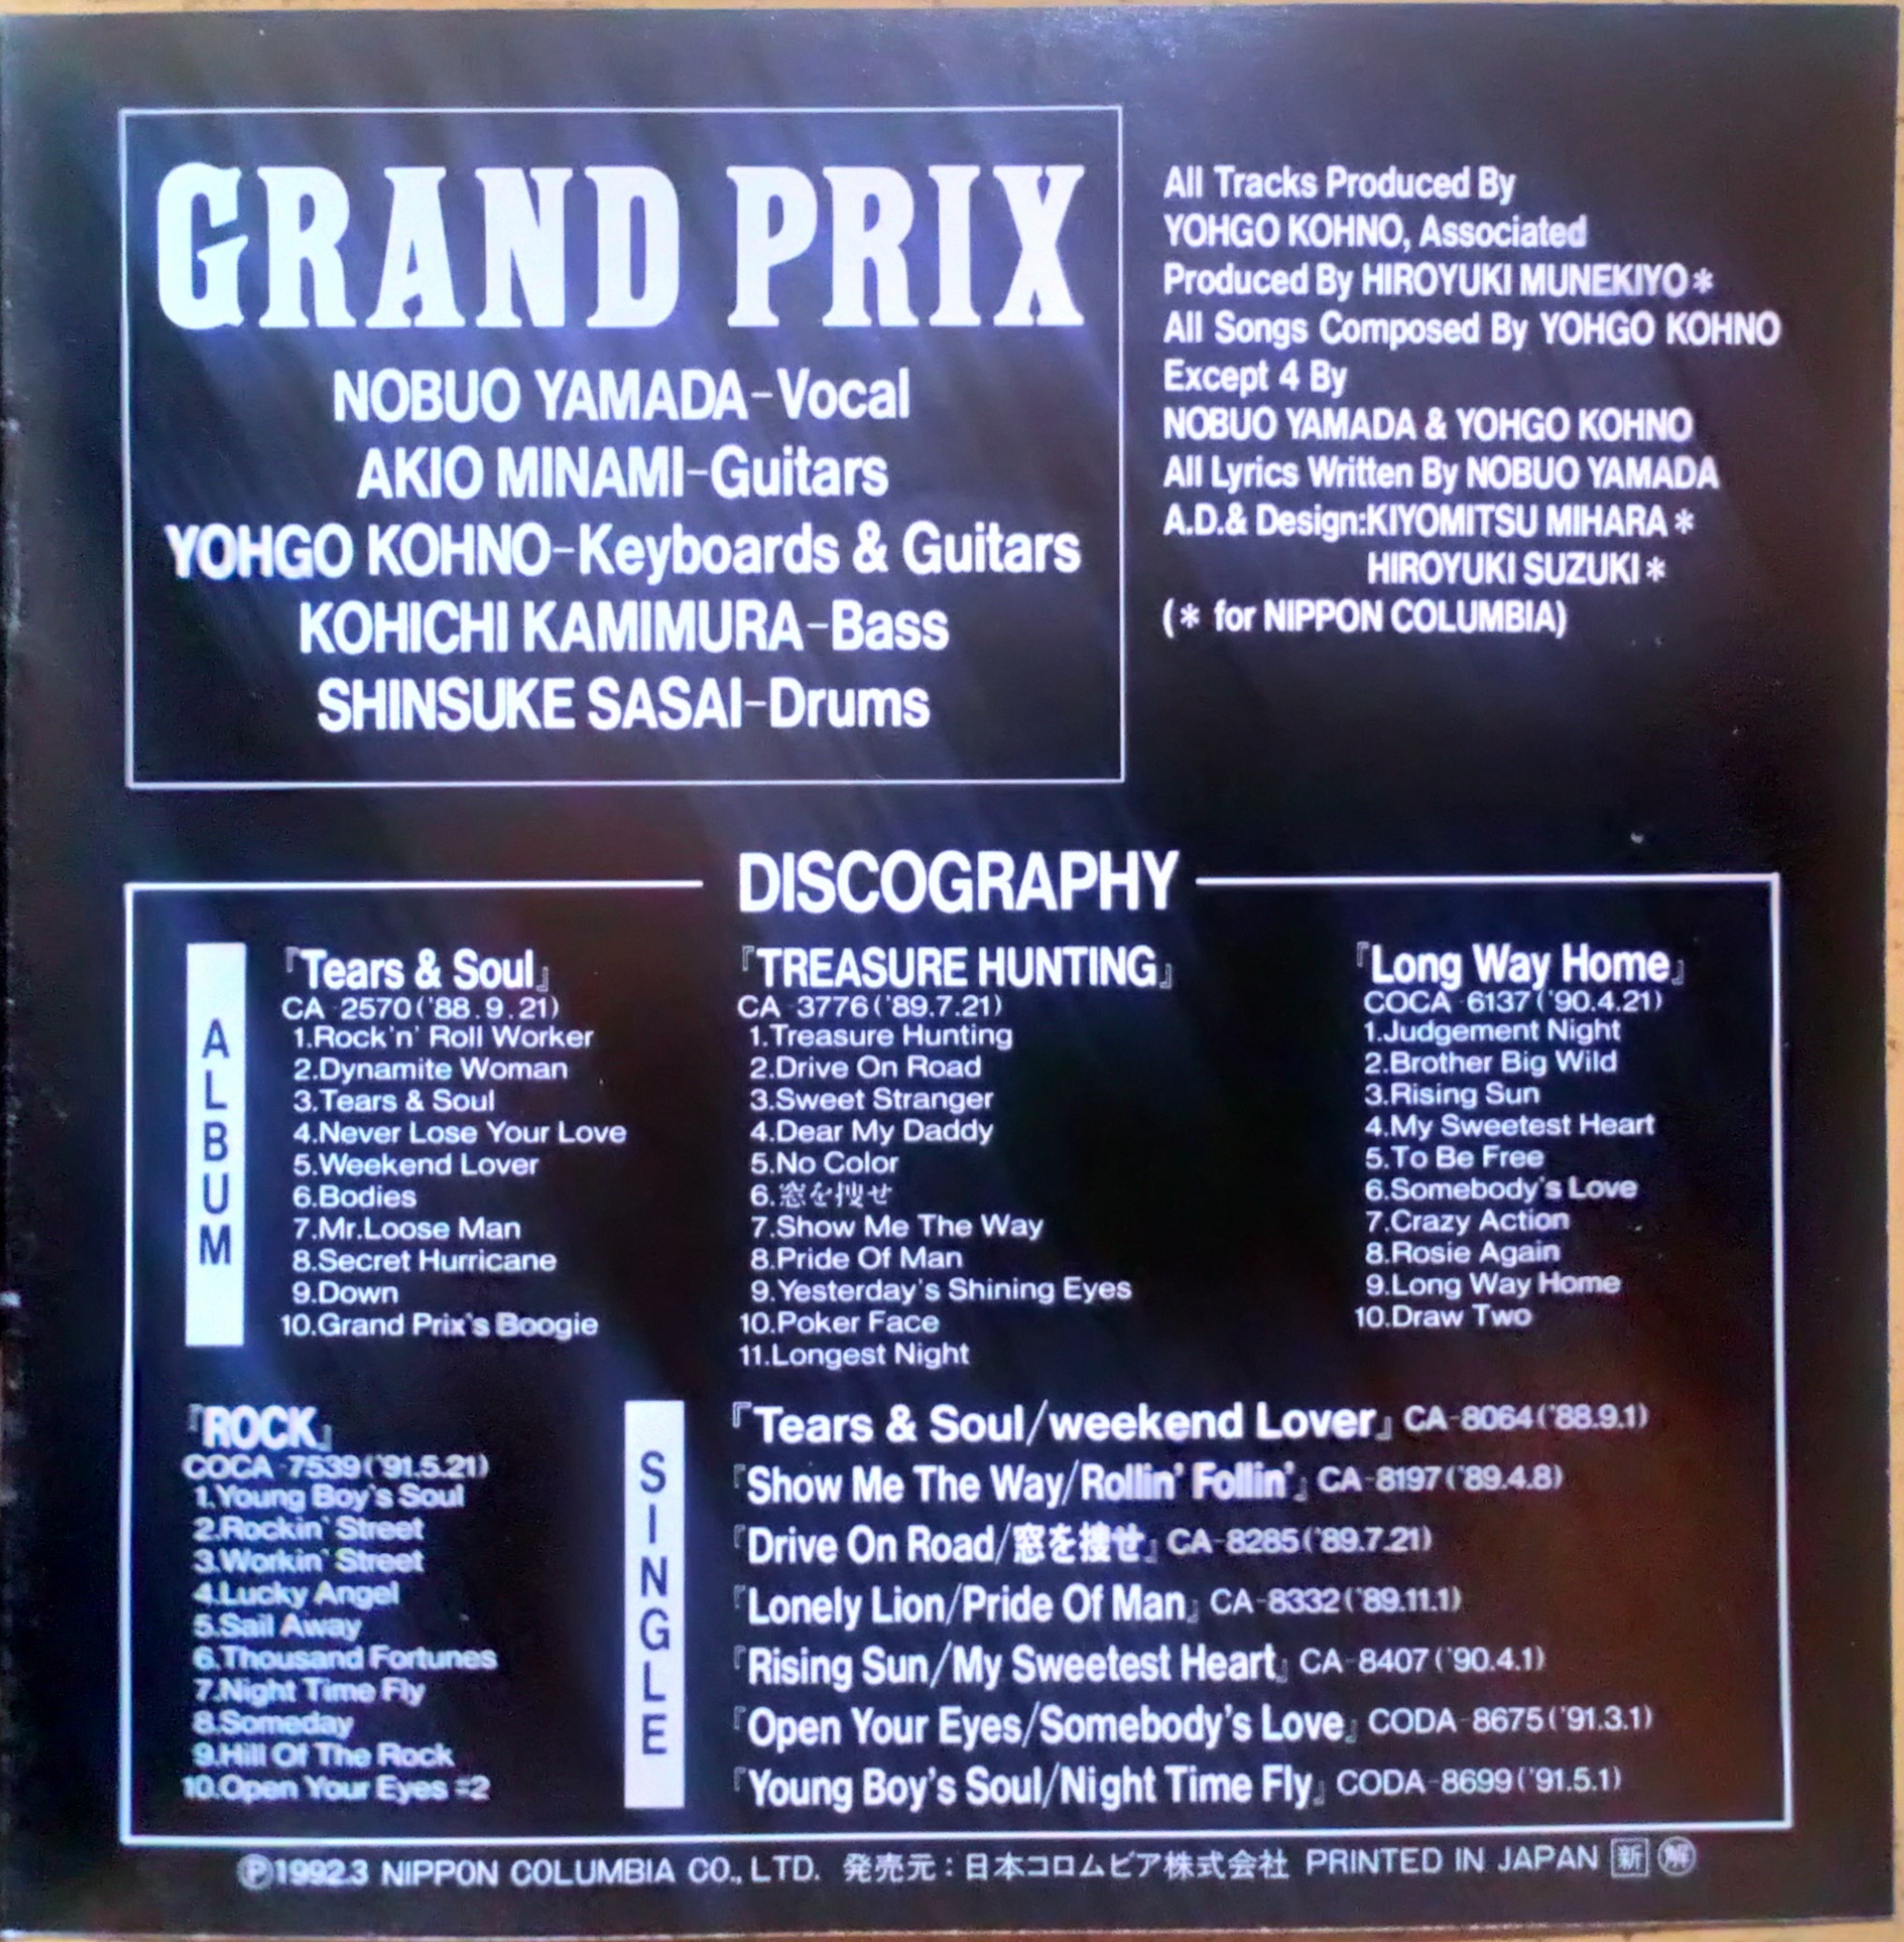 GRAND PRIX
NOBUO YAMADA-Vocal
AKIO MINAMI-Guitars
YOHGO KOHNO-Keyboards & Guitars
KOHICHI KAMIMURA-Bass
SHINSUKE SASAI-Drums
All Tracks Produced By
YOHGO KOHNO, Associated
Produced By HIROYUKI MUNEKIYO*
All Songs Composed By YOHGO KOHNO
Except 4 By
NOBUO YAMADA & YOHGO KOHNO
All Lyrics Written By NOBUO YAMADA
A.D.& Design:KIYOMITSU MIHARA*
HIROYUKI SUZUKI*
(* for NIPPON COLUMBIA)
DISCOGRAPHY
ALBUM
『Tears & Soul』
CA-2570('88.9.21)
1.Rock'n' Roll Worker
2.Dynamite Woman
3.Tears & Soul
4.Never Lose Your Love
5.Weekend Lover
6.Bodies
7.Mr.Loose Man
8.Secret Hurricane
9.Down
10.Grand Prix's Boogie
『TREASURE HUNTING』
CA-3776('89.7.21)
1.Treasure Hunting
2.Drive On Road
3.Sweet Stranger
4.Dear My Daddy
5.No Color
6.窓を捜せ
7.Show Me The Way
8.Pride Of Man
9.Yesterday's Shining Eyes
10.Poker Face
11.Longest Night
『Long Way Home』
COCA-6137('90.4.21)
1.Judgement Night
2.Brother Big Wild
3.Rising Sun
4.My Sweetest Heart
5.To Be Free
6.Somebody's Love
7.Crazy Action
8.Rosie Again
9.Long Way Home
10.Draw Two
『ROCK』
COCA-7539('91.5.21)
1.Young Boy's Soul
2.Rockin' Street
3.Workin' Street
4.Lucky Angel
5.Sail Away
6.Thousand Fortunes
7.Night Time Fly
8.Someday
9.Hill Of The Rock
10.Open Your Eyes #2
SINGLE
『Tears & Soul/weekend Lover』CA-8064('88.9.1)
『Show Me The Way/Rollin' Follin'』CA-8197('89.4.8)
『Drive On Road/窓を捜せ』CA-8285('89.7.21)
『Lonely Lion/Pride Of Man』CA-8332('89.11.1)
『Rising Sun/My Sweetest Heart』CA-8407('90.4.1)
『Open Your Eyes/Somebody's Love』CODA-8675('91.3.1)
『Young Boy's Soul/Night Time Fly』CODA-8699('91.5.1)
Ⓟ1992.3 NIPPON COLUMBIA CO., LTD. 発売元：日本コロムビア株式会社 PRINTED IN JAPAN 新 解